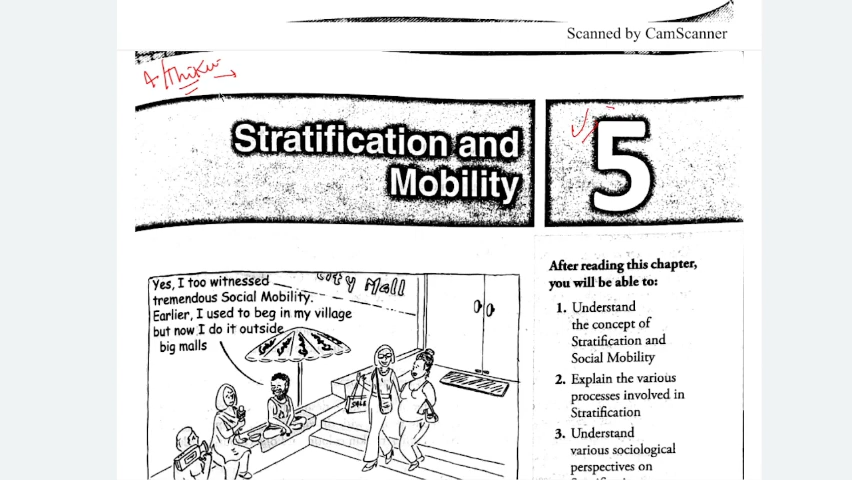 Scanned by CamScanner
Stratification and
Mobility
5
Yes, I too witnessed
tremendous Social Mobility.
Earlier, I used to beg in my village
but now I do it outside
big malls
City Mall
SALE
After reading this chapter,
you will be able to:
1. Understand
the concept of
Stratification and
Social Mobility
2. Explain the various
processes involved in
Stratification
3. Understand
various sociological
perspectives on